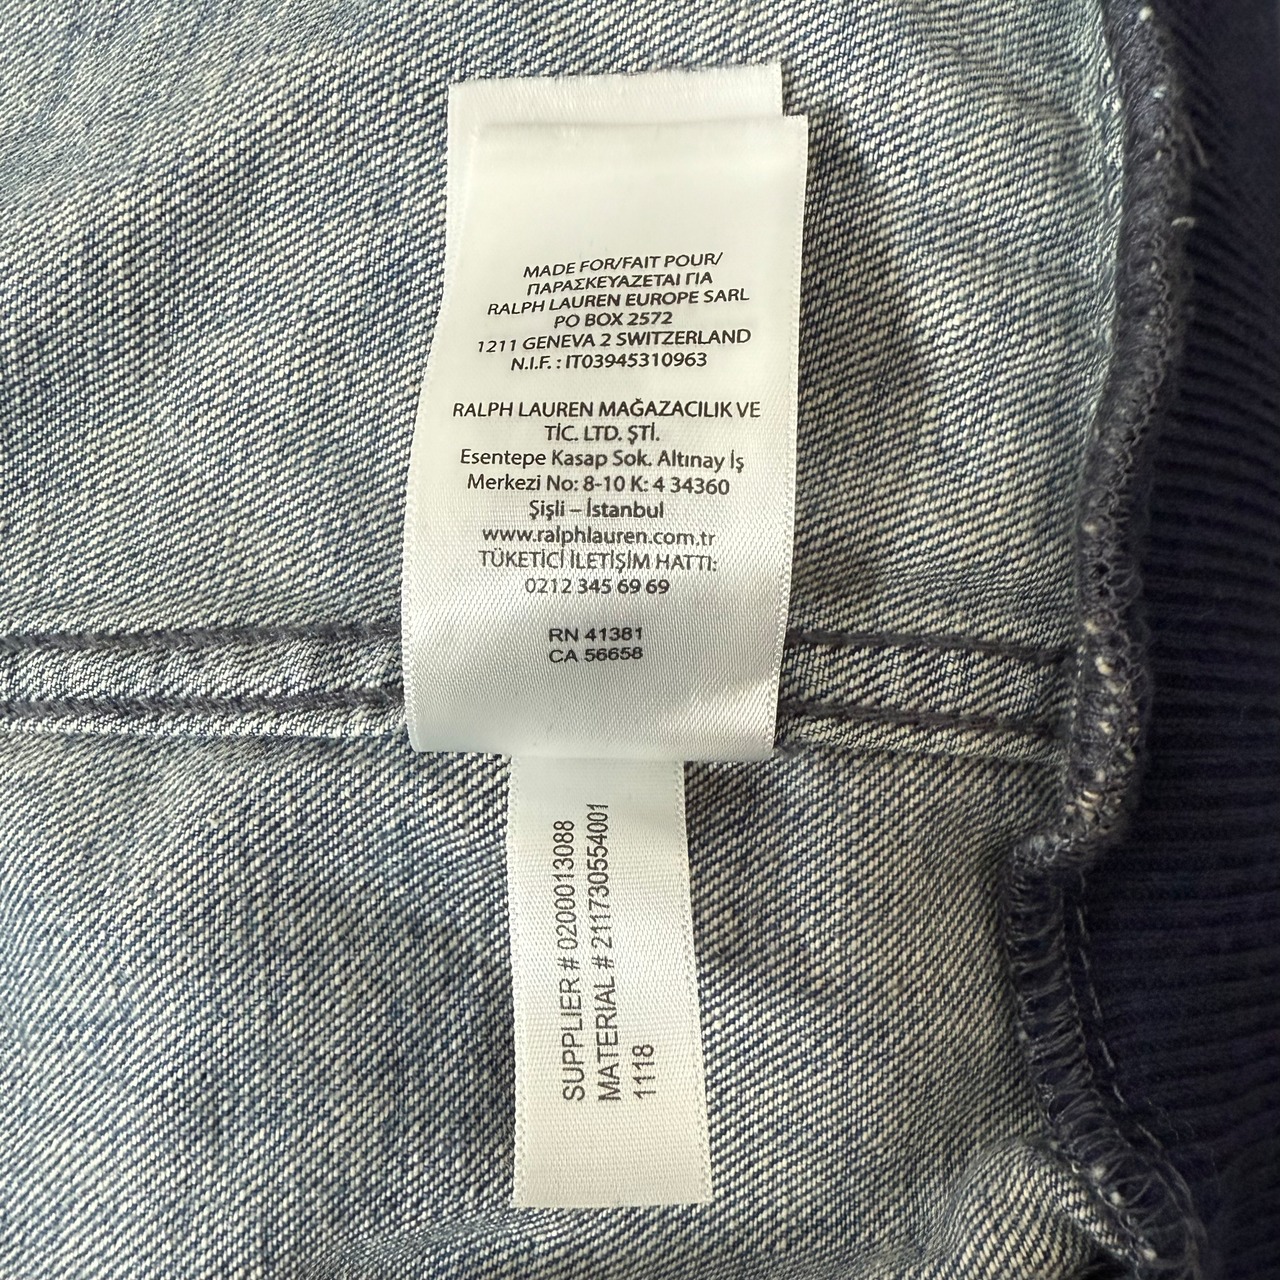 MADE FOR/FAIT POUR/
ΠΑΡΑΣΚΕΥΑΖΕΤΑΙ ΓΙΑ
RALPH LAUREN EUROPE SARL
PO BOX 2572
1211 GENEVA 2 SWITZERLAND
N.I.F. : IT03945310963
RALPH LAUREN MAĞAZACILIK VE
TİC. LTD. ŞTİ.
Esentepe Kasap Sok. Altınay İş
Merkezi No: 8-10 K: 4 34360
Şişli – İstanbul
www.ralphlauren.com.tr
TÜKETİCİ İLETİŞİM HATTI:
0212 345 69 69
RN 41381
CA 56658
SUPPLIER # 0200013088
MATERIAL # 211730554001
1118